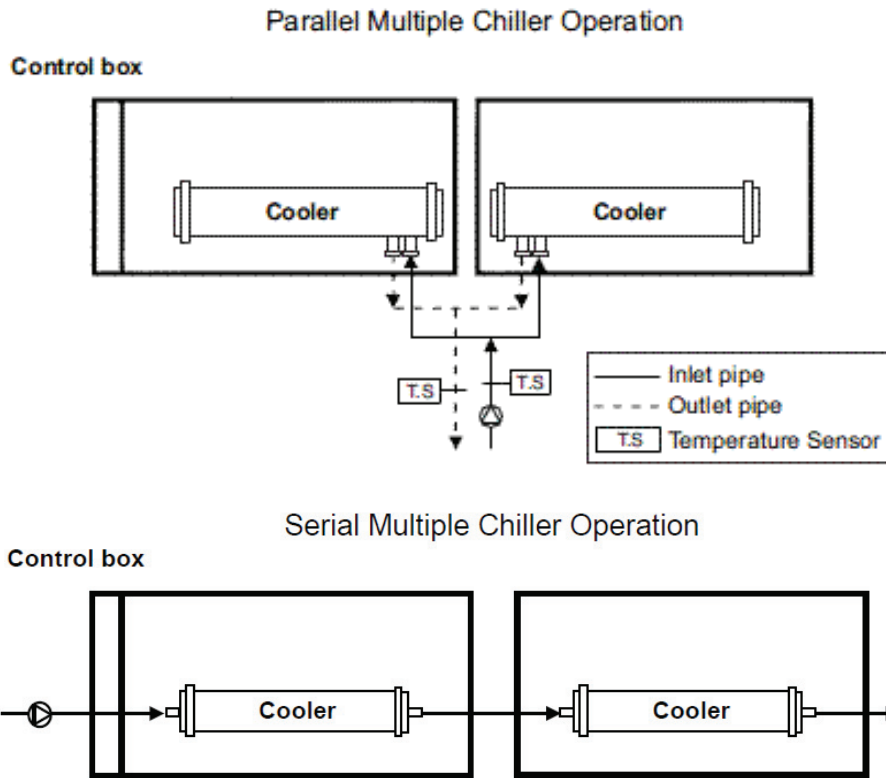 Parallel Multiple Chiller Operation
Control box
Cooler
Cooler
T.S
T.S
Inlet pipe
Outlet pipe
T.S Temperature Sensor
Serial Multiple Chiller Operation
Control box
Cooler
Cooler